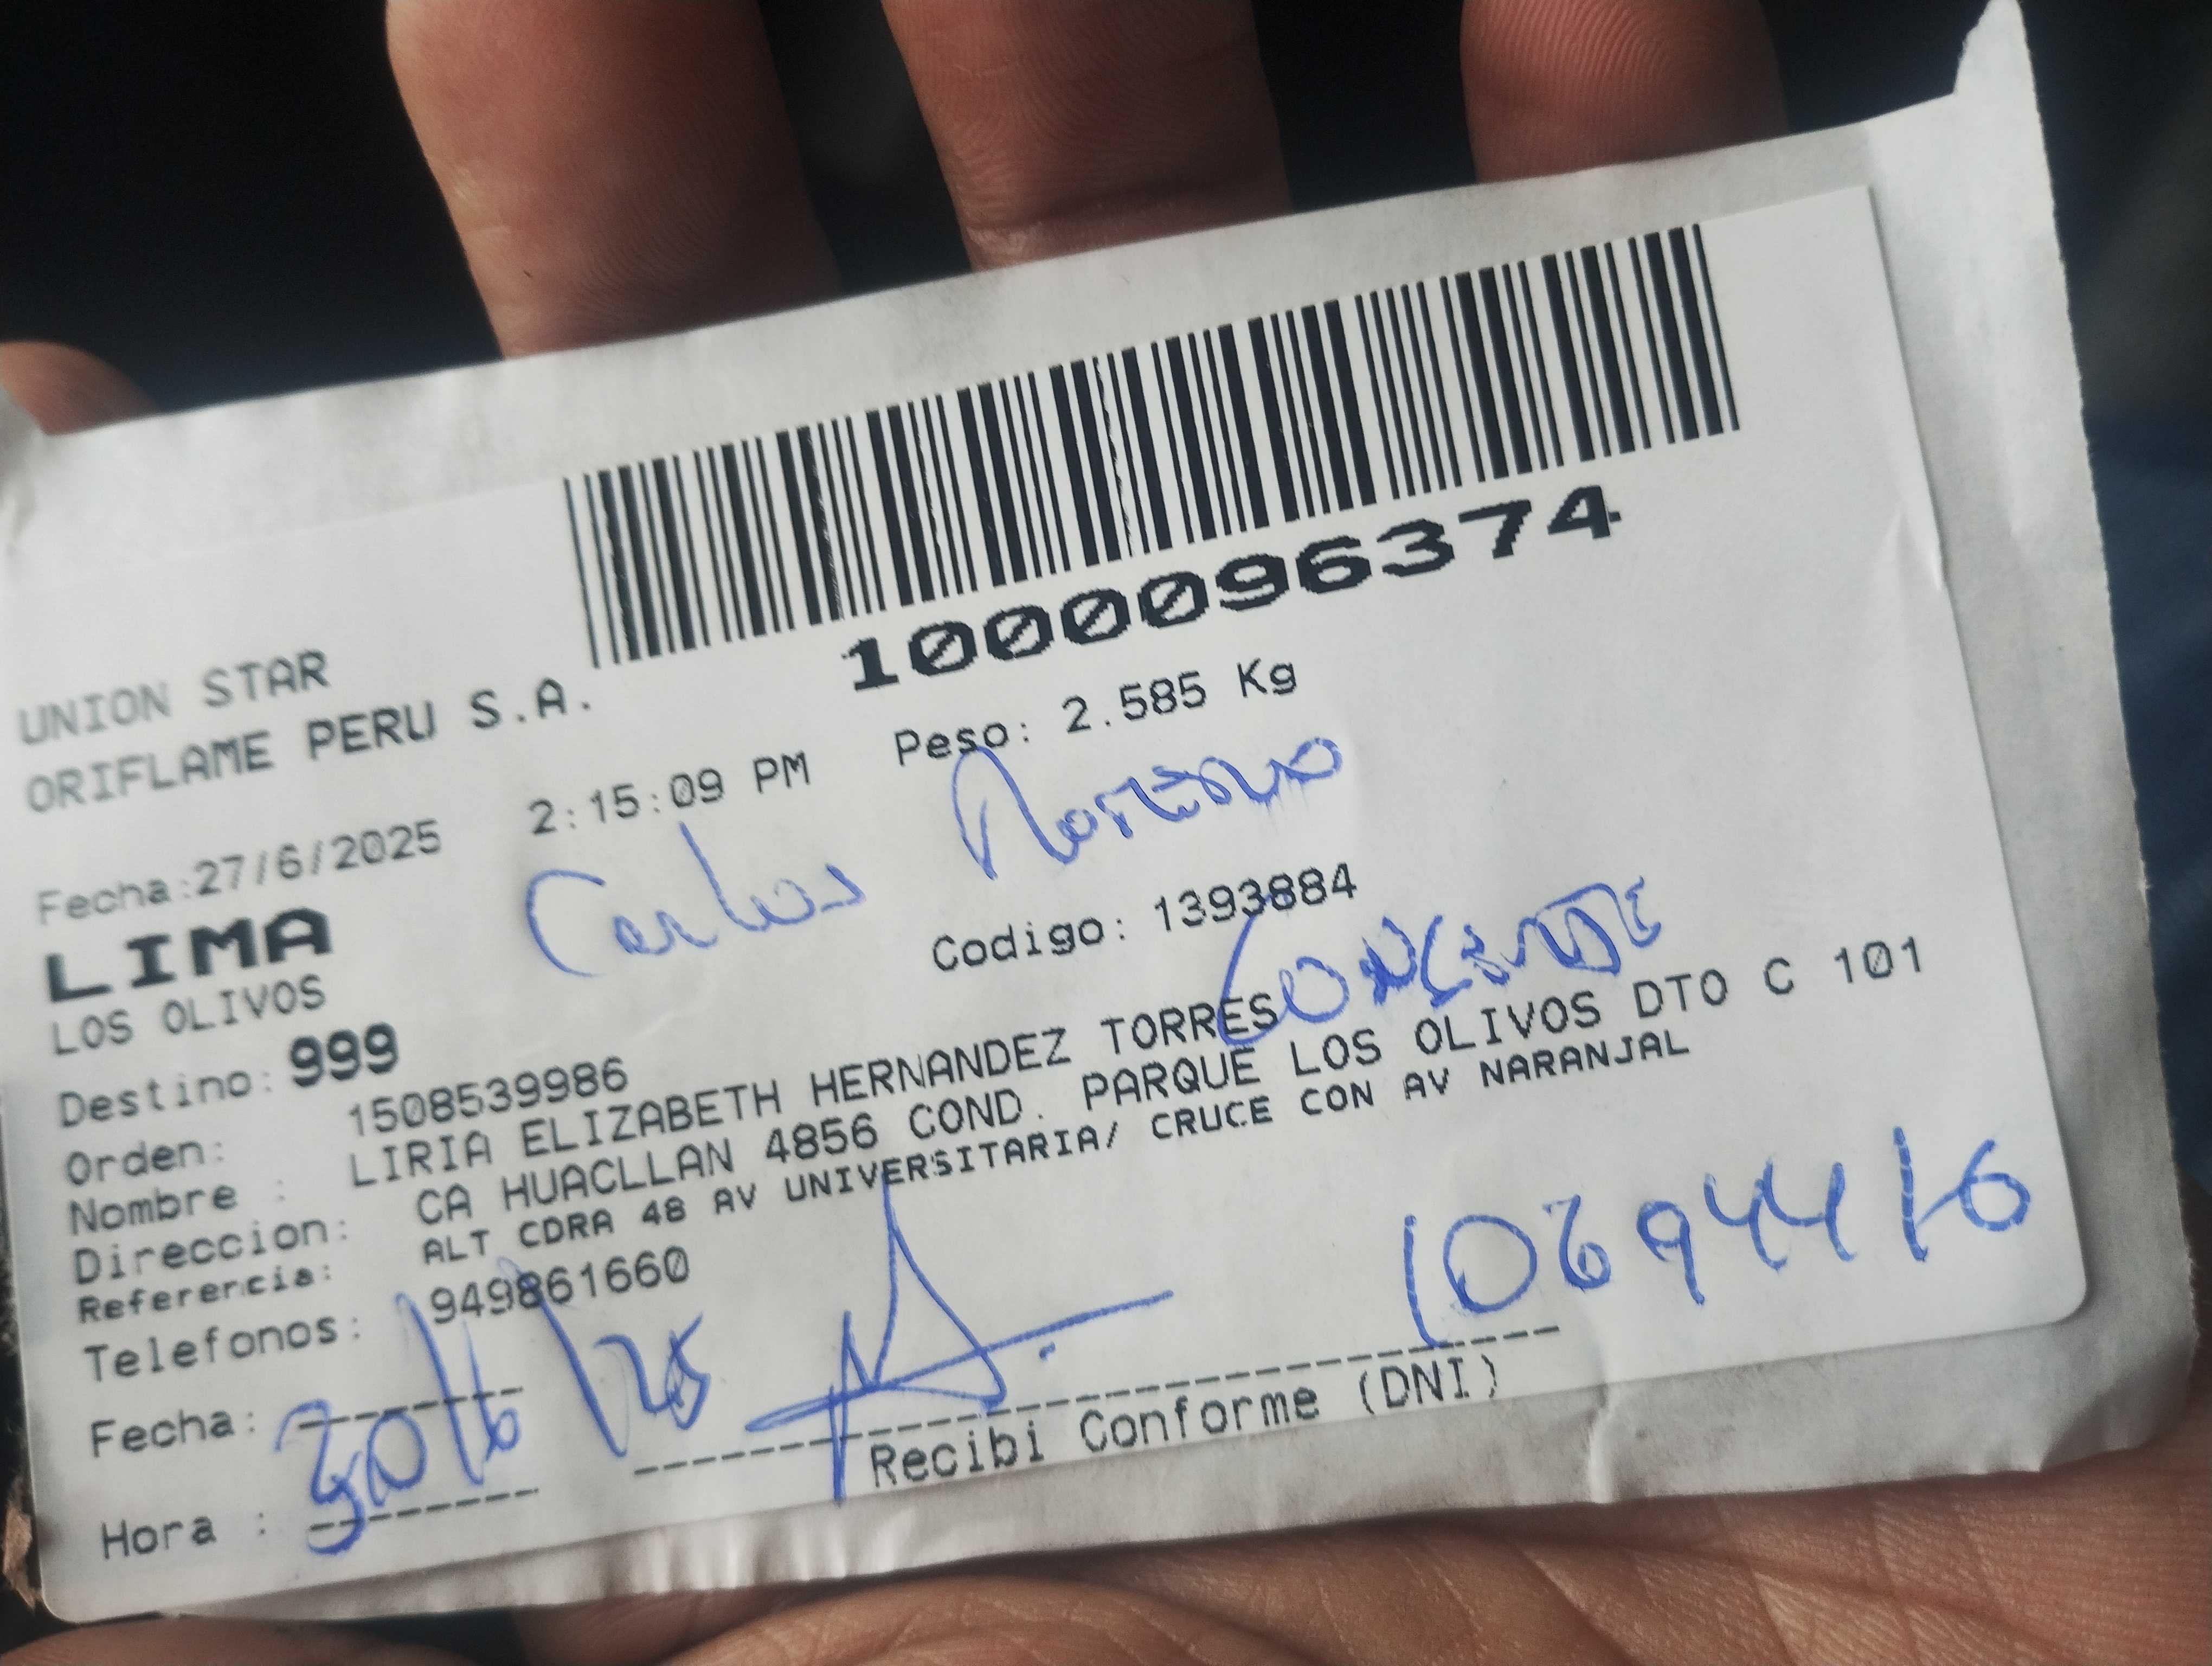 1000096374
UNION STAR
ORIFLAME PERU S.A.
Fecha:27/6/2025 2:15:09 PM Peso: 2.585 Kg
Carlos Moreno
LIMA
LOS OLIVOS Codigo: 1393884
Destino: 999
Orden: 1508539986
Nombre : LIRIA ELIZABETH HERNANDEZ TORRES
Direccion: CA HUACLLAN 4856 COND. PARQUE LOS OLIVOS DTO C 101
Referencia: ALT CDRA 48 AV UNIVERSITARIA/ CRUCE CON AV NARANJAL
Telefonos: 949861660
Fecha: 30/6/25
10694416
Hora :
Recibi Conforme (DNI)